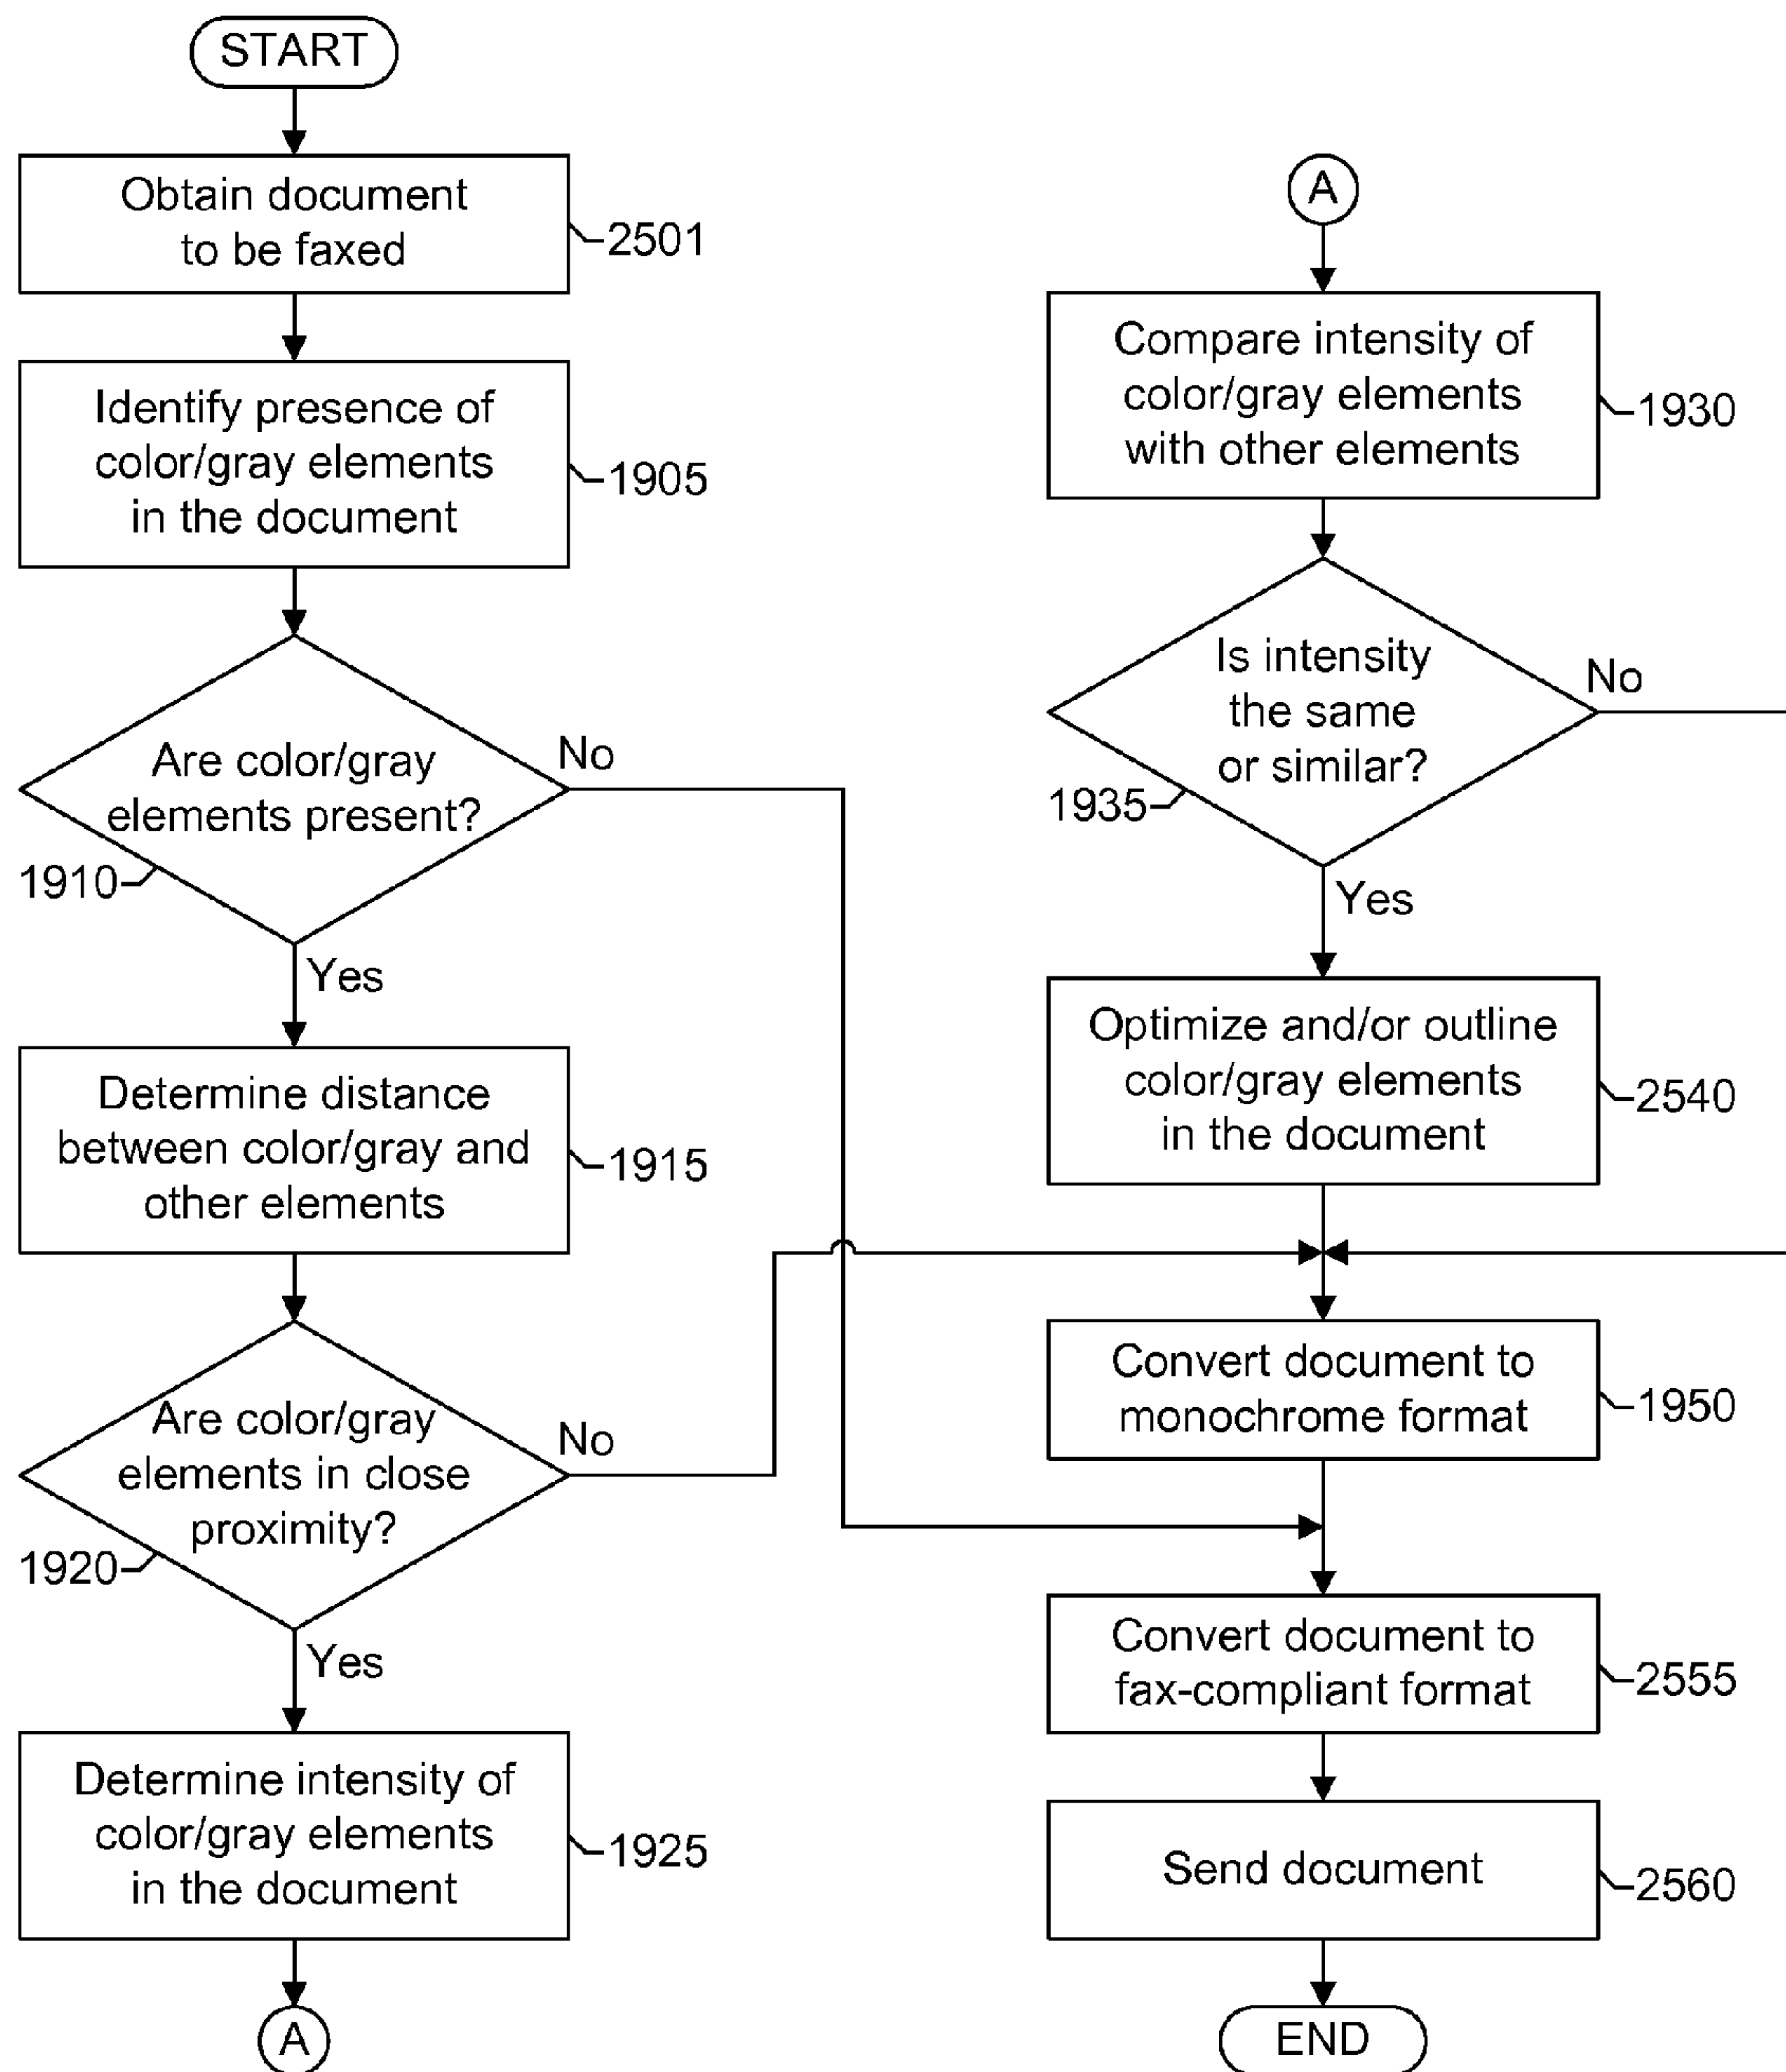 START
Obtain document
to be faxed
2501
Identify presence of
color/gray elements
in the document
1905
Are color/gray
elements present?
No
1910
Yes
Determine distance
between color/gray and
other elements
1915
Are color/gray
elements in close
proximity?
No
1920
Yes
Determine intensity of
color/gray elements
in the document
1925
A
A
Compare intensity of
color/gray elements
with other elements
1930
Is intensity
the same
or similar?
No
1935
Yes
Optimize and/or outline
color/gray elements
in the document
2540
Convert document to
monochrome format
1950
Convert document to
fax-compliant format
2555
Send document
2560
END